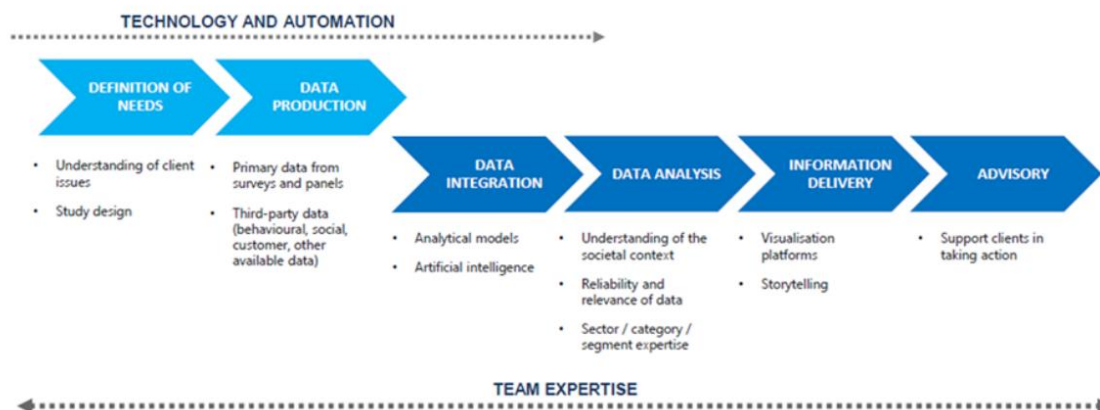 TECHNOLOGY AND AUTOMATION
DEFINITION OF
NEEDS
DATA
PRODUCTION
• Understanding of client
issues
• Study design
• Primary data from
surveys and panels
• Third-party data
(behavioural, social,
customer, other
available data)
DATA
INTEGRATION
DATA ANALYSIS
INFORMATION
DELIVERY
ADVISORY
• Analytical models
• Artificial intelligence
• Understanding of the
societal context
• Reliability and
relevance of data
• Sector / category /
segment expertise
• Visualisation
platforms
• Storytelling
• Support clients in
taking action
TEAM EXPERTISE